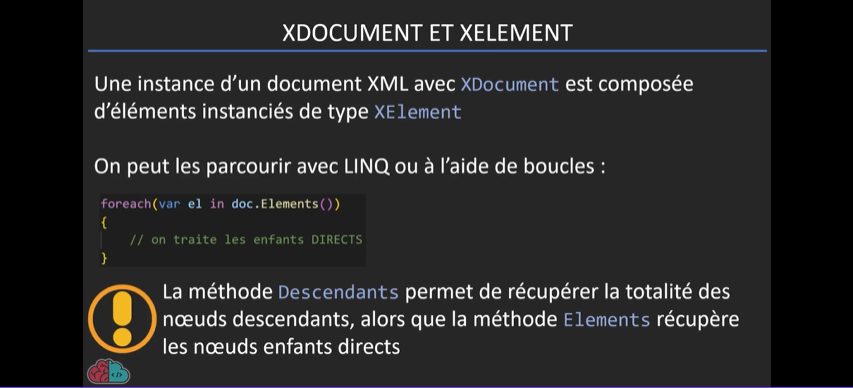 XDOCUMENT ET XELEMENT
Une instance d’un document XML avec XDocument est composée
d’éléments instanciés de type XElement
On peut les parcourir avec LINQ ou à l’aide de boucles :
foreach(var el in doc.Elements())
{
// on traite les enfants DIRECTS
}
La méthode Descendants permet de récupérer la totalité des
nœuds descendants, alors que la méthode Elements récupère
les nœuds enfants directs